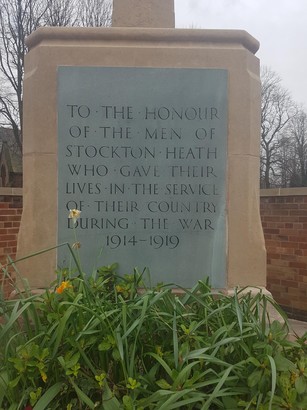 TO·THE·HONOUR
OF·THE·MEN·OF
STOCKTON·HEATH
WHO·GAVE·THEIR
LIVES·IN·THE·SERVICE
OF·THEIR·COUNTRY
DURING·THE·WAR
1914-1919